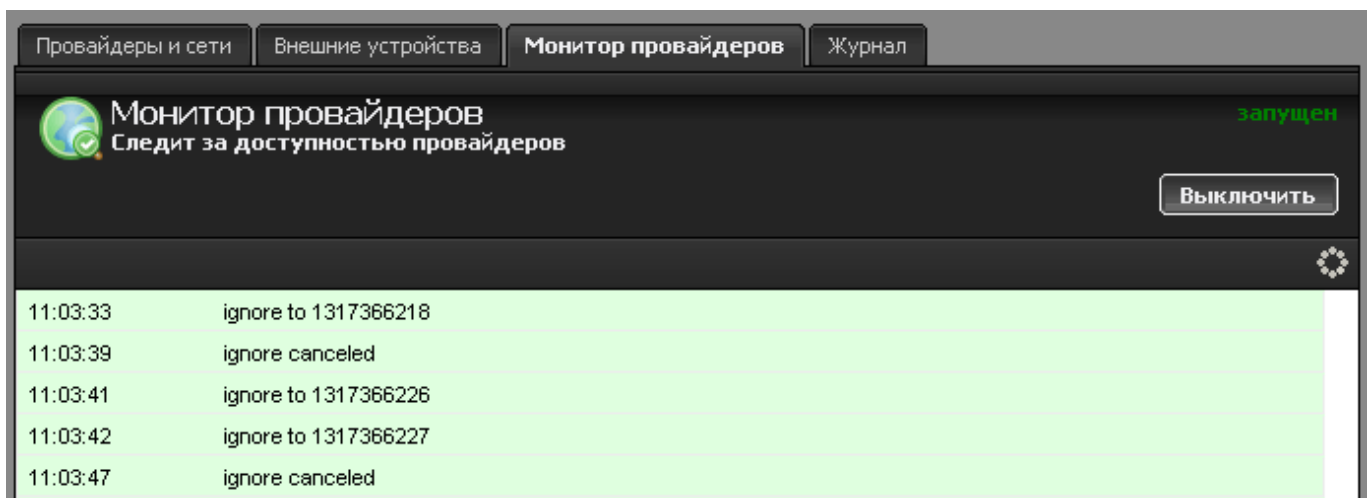 Провайдеры и сети Внешние устройства Монитор провайдеров Журнал
Монитор провайдеров запущен
Следит за доступностью провайдеров
Выключить
11:03:33 ignore to 1317366218
11:03:39 ignore canceled
11:03:41 ignore to 1317366226
11:03:42 ignore to 1317366227
11:03:47 ignore canceled